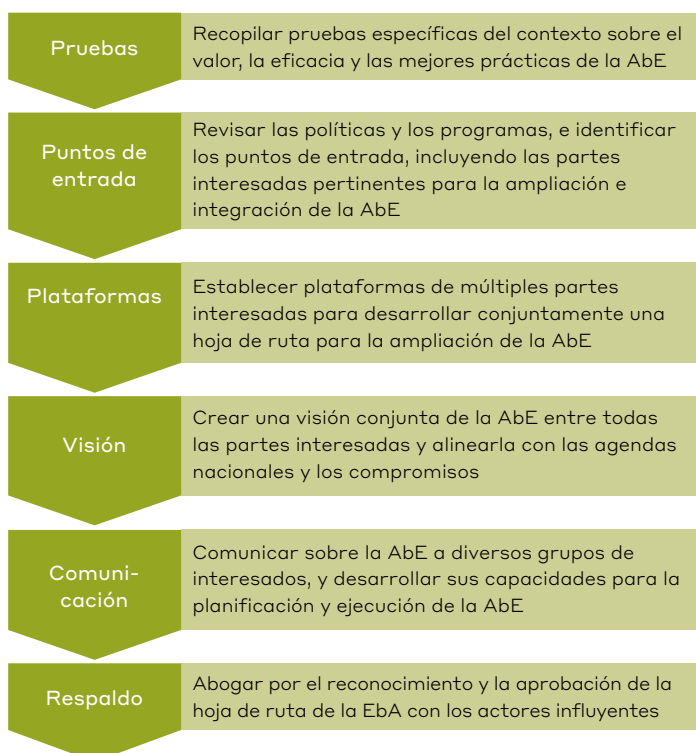 Pruebas
Recopilar pruebas específicas del contexto sobre el
valor, la eficacia y las mejores prácticas de la AbE
Puntos de
entrada
Revisar las políticas y los programas, e identificar
los puntos de entrada, incluyendo las partes
interesadas pertinentes para la ampliación e
integración de la AbE
Plataformas
Establecer plataformas de múltiples partes
interesadas para desarrollar conjuntamente una
hoja de ruta para la ampliación de la AbE
Visión
Crear una visión conjunta de la AbE entre todas
las partes interesadas y alinearla con las agendas
nacionales y los compromisos
Comuni-
cación
Comunicar sobre la AbE a diversos grupos de
interesados, y desarrollar sus capacidades para la
planificación y ejecución de la AbE
Respaldo
Abogar por el reconocimiento y la aprobación de la
hoja de ruta de la EbA con los actores influyentes